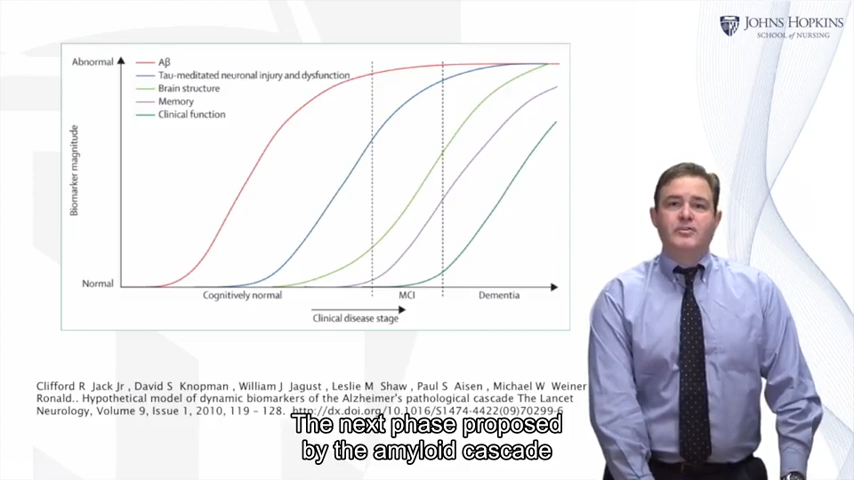 JOHNS HOPKINS
SCHOOL of NURSING
Abnormal
Aβ
Tau-meditated neuronal injury and dysfunction
Brain structure
Memory
Clinical function
Biomarker magnitude
Normal
Cognitively normal
MCI
Dementia
Clinical disease stage
Clifford R Jack Jr , David S Knopman , William J Jagust , Leslie M Shaw , Paul S Aisen , Michael W Weiner
Ronald.. Hypothetical model of dynamic biomarkers of the Alzheimer's pathological cascade The Lancet
Neurology, Volume 9, Issue 1, 2010, 119 – 128. http://dx.doi.org/10.1016/S1474-4422(09)70299-6
The next phase proposed
by the amyloid cascade